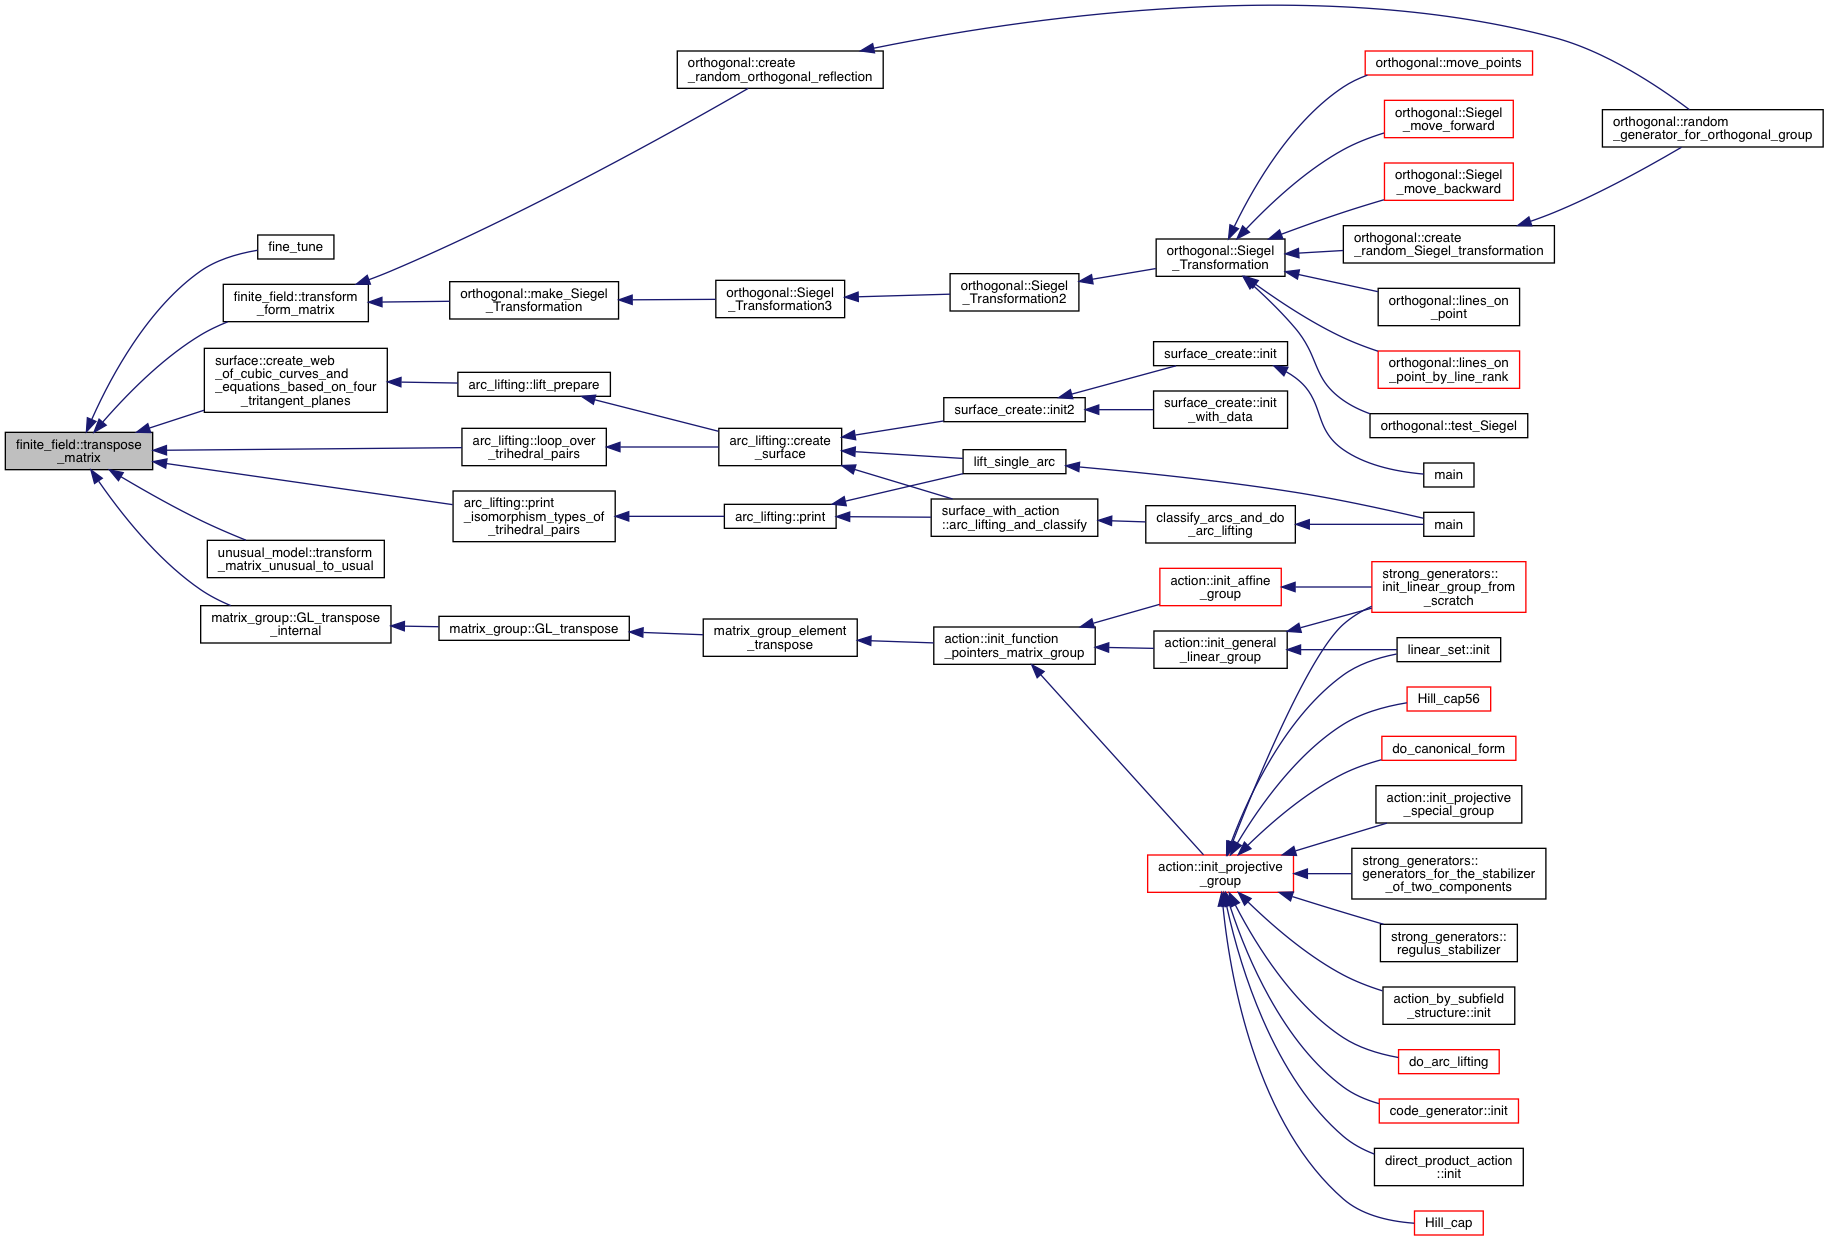 finite_field::transpose
_matrix
fine_tune
finite_field::transform
_form_matrix
surface::create_web
_of_cubic_curves_and
_equations_based_on_four
_tritangent_planes
unusual_model::transform
_matrix_unusual_to_usual
matrix_group::GL_transpose
_internal
orthogonal::make_Siegel
_Transformation
arc_lifting::lift_prepare
arc_lifting::loop_over
_trihedral_pairs
arc_lifting::print
_isomorphism_types_of
_trihedral_pairs
matrix_group::GL_transpose
orthogonal::create
_random_orthogonal_reflection
orthogonal::Siegel
_Transformation3
arc_lifting::create
_surface
arc_lifting::print
matrix_group_element
_transpose
orthogonal::Siegel
_Transformation2
surface_create::init2
lift_single_arc
surface_with_action
::arc_lifting_and_classify
action::init_function
_pointers_matrix_group
orthogonal::Siegel
_Transformation
surface_create::init
surface_create::init
_with_data
classify_arcs_and_do
_arc_lifting
action::init_affine
_group
action::init_general
_linear_group
action::init_projective
_group
orthogonal::move_points
orthogonal::Siegel
_move_forward
orthogonal::Siegel
_move_backward
orthogonal::create
_random_Siegel_transformation
orthogonal::lines_on
_point
orthogonal::lines_on
_point_by_line_rank
orthogonal::test_Siegel
main
main
strong_generators::
init_linear_group_from
_scratch
linear_set::init
Hill_cap56
do_canonical_form
action::init_projective
_special_group
strong_generators::
generators_for_the_stabilizer
_of_two_components
strong_generators::
regulus_stabilizer
action_by_subfield
_structure::init
do_arc_lifting
code_generator::init
direct_product_action
::init
Hill_cap
orthogonal::random
_generator_for_orthogonal_group